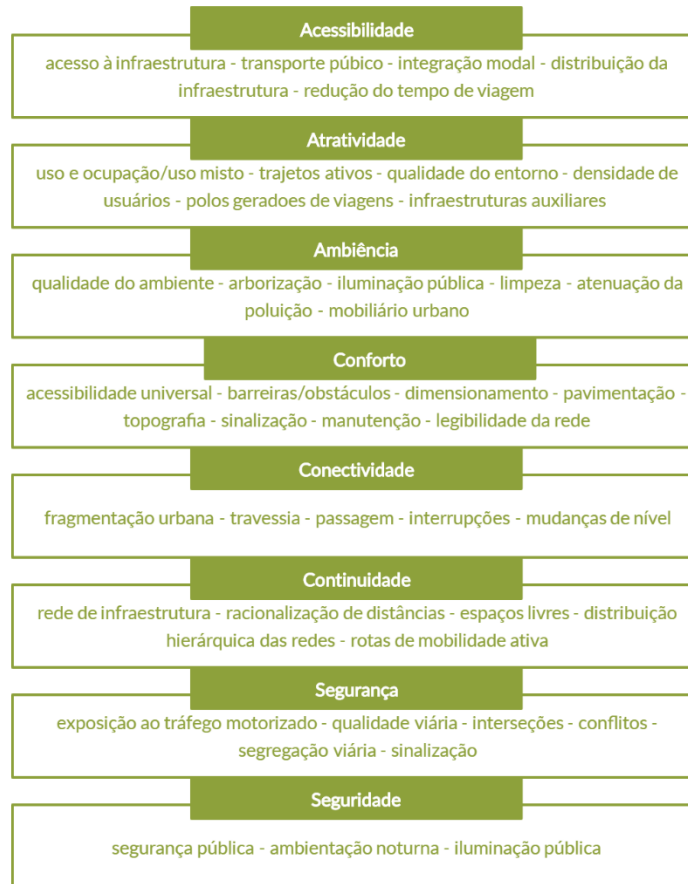 Acessibilidade
acesso à infraestrutura - transporte púbico - integração modal - distribuição da
infraestrutura - redução do tempo de viagem
Atratividade
uso e ocupação/uso misto - trajetos ativos - qualidade do entorno - densidade de
usuários - polos geradoes de viagens - infraestruturas auxiliares
Ambiência
qualidade do ambiente - arborização - iluminação pública - limpeza - atenuação da
poluição - mobiliário urbano
Conforto
acessibilidade universal - barreiras/obstáculos - dimensionamento - pavimentação -
topografia - sinalização - manutenção - legibilidade da rede
Conectividade
fragmentação urbana - travessia - passagem - interrupções - mudanças de nível
Continuidade
rede de infraestrutura - racionalização de distâncias - espaços livres - distribuição
hierárquica das redes - rotas de mobilidade ativa
Segurança
exposição ao tráfego motorizado - qualidade viária - interseções - conflitos -
segregação viária - sinalização
Seguridade
segurança pública - ambientação noturna - iluminação pública